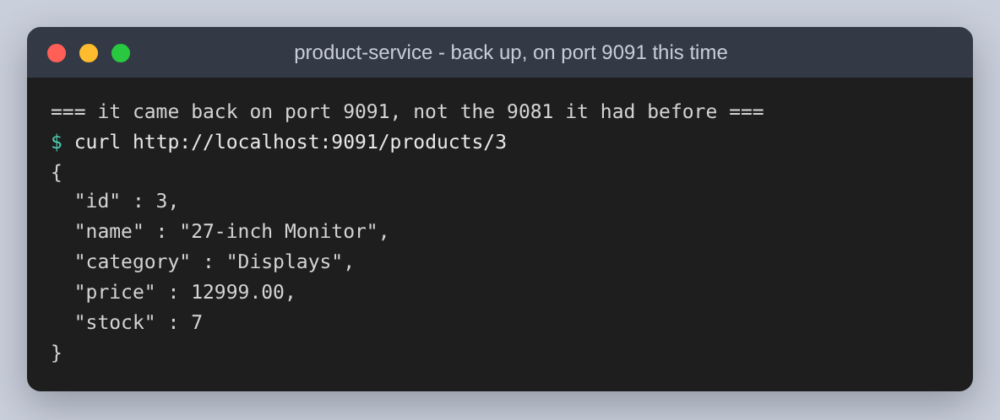 product-service - back up, on port 9091 this time
=== it came back on port 9091, not the 9081 it had before ===
$ curl http://localhost:9091/products/3
{
  "id" : 3,
  "name" : "27-inch Monitor",
  "category" : "Displays",
  "price" : 12999.00,
  "stock" : 7
}